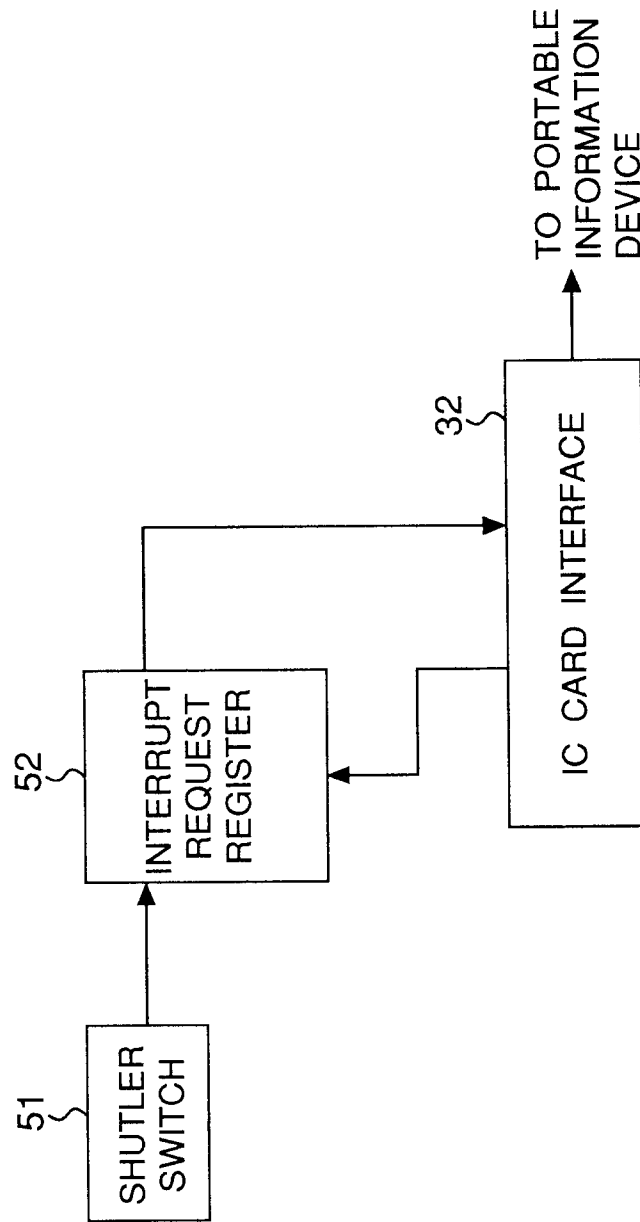 51
SHUTLER
SWITCH
52
INTERRUPT
REQUEST
REGISTER
32
IC CARD INTERFACE
TO PORTABLE
INFORMATION
DEVICE